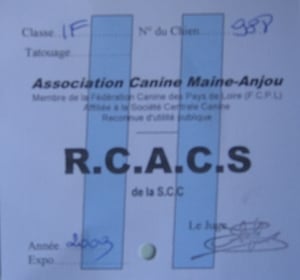 Classe 1F N° du Chien 988
Tatouage
Association Canine Maine-Anjou
Membre de la Fédération Canine des Pays de Loire (F.C.P.L)
Affiliée à la Société Centrale Canine
Reconnue d'utilité publique
R.C.A.C.S
de la S.C.C
Le Juge
Année 2003
Expo